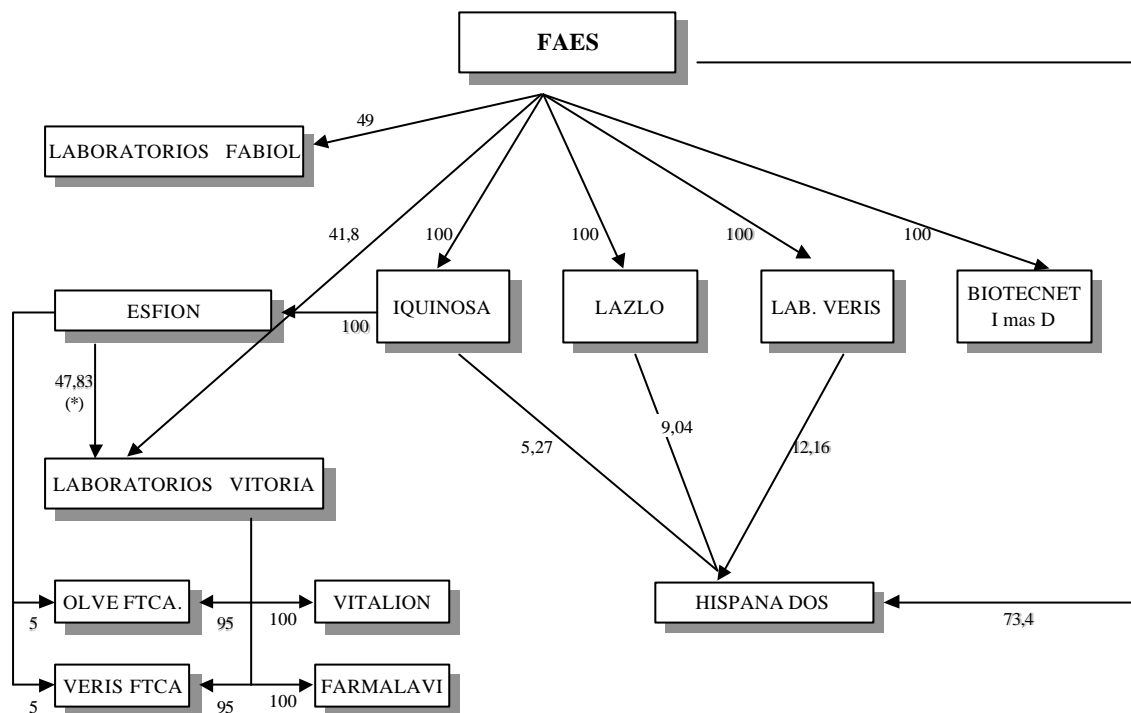 FAES
49
LABORATORIOS FABIOL
41,8
100
100
100
100
ESFION
100
IQUINOSA
LAZLO
LAB. VERIS
BIOTECNET
I mas D
47,83
(*)
5,27
9,04
12,16
LABORATORIOS VITORIA
OLVE FTCA.
VITALION
HISPANA DOS
5
95
100
73,4
VERIS FTCA
FARMALAVI
5
95
100